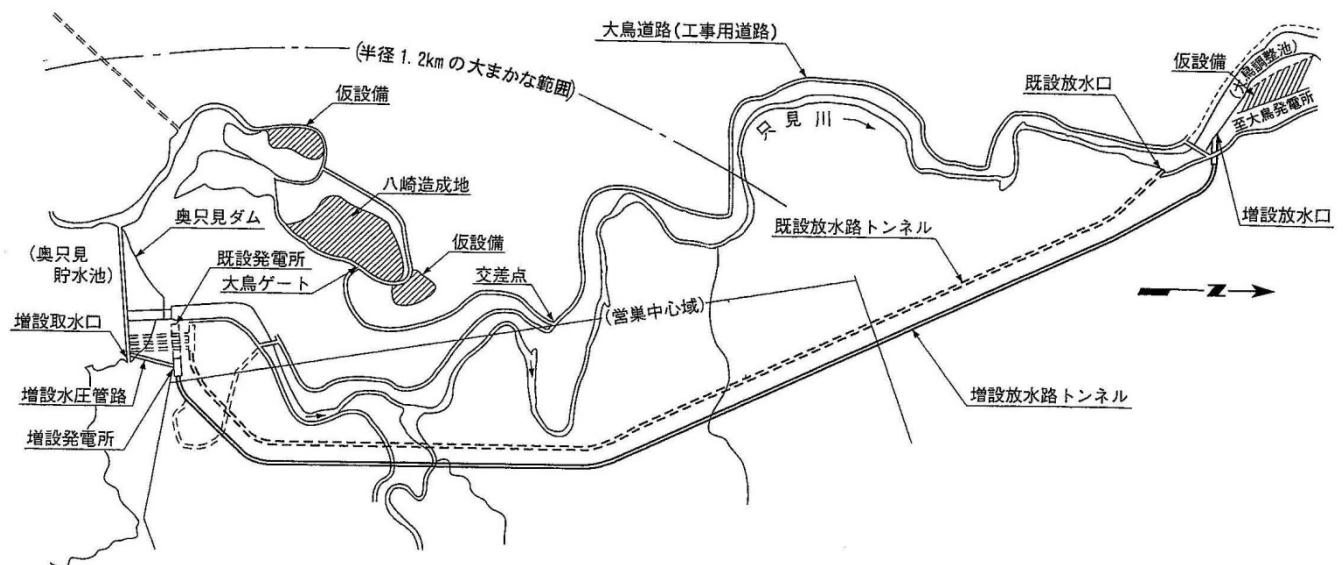 大鳥道路(工事用道路)
(半径1.2kmの大まかな範囲)
仮設備
(大鳥調整池)
仮設備
既設放水口
至大鳥発電所
只見川
八崎造成地
奥只見ダム
増設放水口
既設放水路トンネル
(奥只見
貯水池)
既設発電所
仮設備
大鳥ゲート
交差点
(営巣中心域)
N
増設取水口
増設水圧管路
増設放水路トンネル
増設発電所